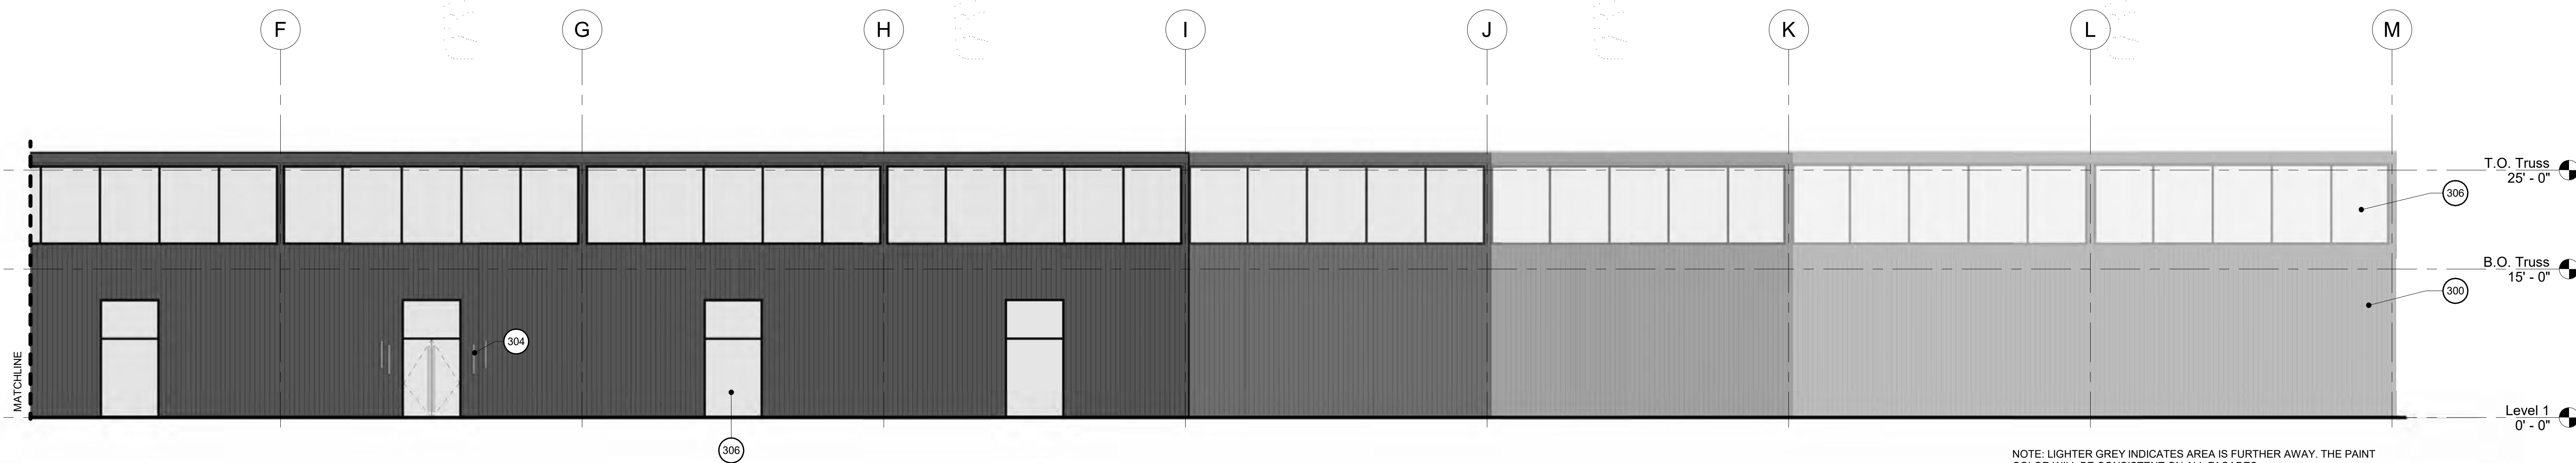 F G H I J K L M
T.O. Truss
25' - 0"
306
B.O. Truss
15' - 0"
300
304
MATCHLINE
Level 1
0' - 0"
306
NOTE: LIGHTER GREY INDICATES AREA IS FURTHER AWAY. THE PAINT